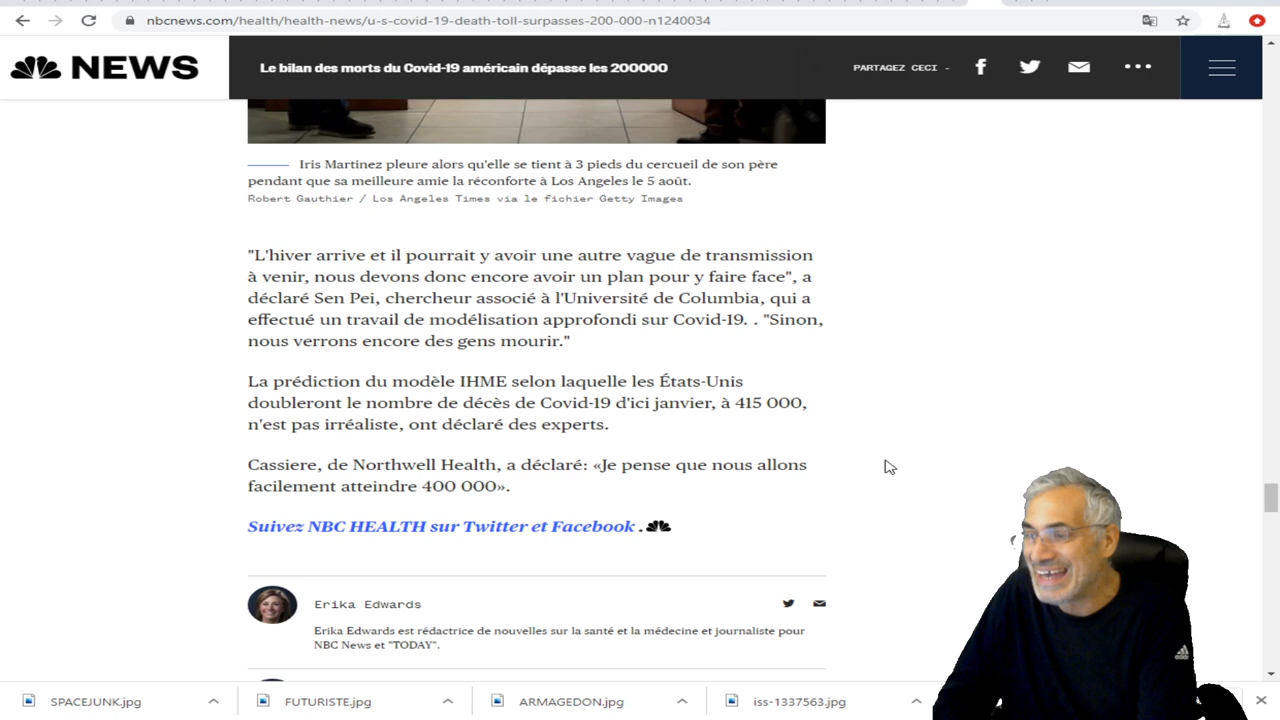 nbcnews.com/health/health-news/u-s-covid-19-death-toll-surpasses-200-000-n1240034
NEWS
Le bilan des morts du Covid-19 américain dépasse les 200000
PARTAGEZ CECI -
Iris Martinez pleure alors qu'elle se tient à 3 pieds du cercueil de son père
pendant que sa meilleure amie la réconforte à Los Angeles le 5 août.
Robert Gauthier / Los Angeles Times via le fichier Getty Images
"L'hiver arrive et il pourrait y avoir une autre vague de transmission
à venir, nous devons donc encore avoir un plan pour y faire face", a
déclaré Sen Pei, chercheur associé à l'Université de Columbia, qui a
effectué un travail de modélisation approfondi sur Covid-19. . "Sinon,
nous verrons encore des gens mourir."
La prédiction du modèle IHME selon laquelle les États-Unis
doubleront le nombre de décès de Covid-19 d'ici janvier, à 415 000,
n'est pas irréaliste, ont déclaré des experts.
Cassiere, de Northwell Health, a déclaré: «Je pense que nous allons
facilement atteindre 400 000».
Suivez NBC HEALTH sur Twitter et Facebook .
Erika Edwards
Erika Edwards est rédactrice de nouvelles sur la santé et la médecine et journaliste pour
NBC News et "TODAY".
SPACEJUNK.jpg
FUTURISTE.jpg
ARMAGEDON.jpg
iss-1337563.jpg